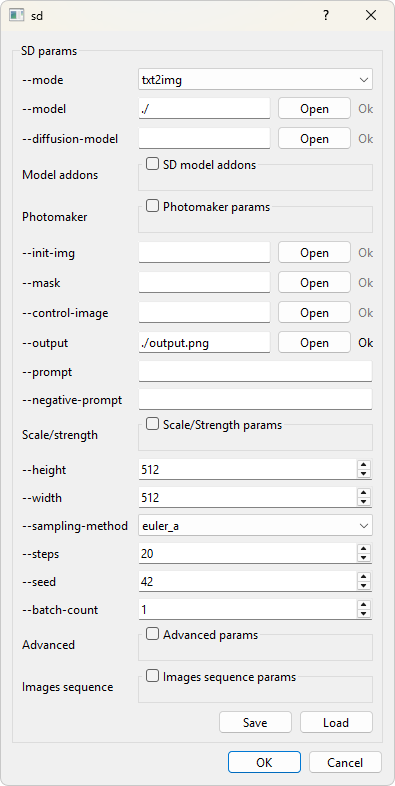 sd ?
SD params
--mode txt2img
--model ./ Open Ok
--diffusion-model Open Ok
Model addons SD model addons
Photomaker Photomaker params
--init-img Open Ok
--mask Open Ok
--control-image Open Ok
--output ./output.png Open Ok
--prompt
--negative-prompt
Scale/strength Scale/Strength params
--height 512
--width 512
--sampling-method euler_a
--steps 20
--seed 42
--batch-count 1
Advanced Advanced params
Images sequence Images sequence params
Save Load
OK Cancel